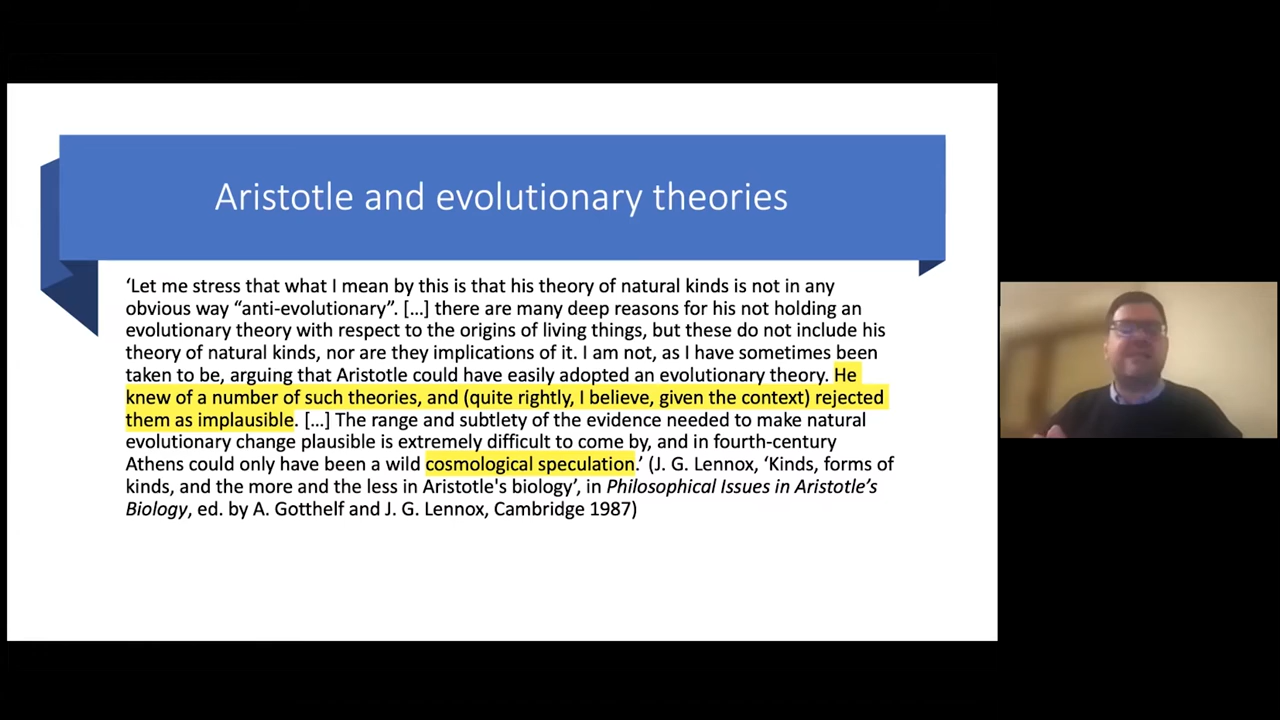 Aristotle and evolutionary theories
‘Let me stress that what I mean by this is that his theory of natural kinds is not in any
obvious way “anti-evolutionary”. [...] there are many deep reasons for his not holding an
evolutionary theory with respect to the origins of living things, but these do not include his
theory of natural kinds, nor are they implications of it. I am not, as I have sometimes been
taken to be, arguing that Aristotle could have easily adopted an evolutionary theory. He
knew of a number of such theories, and (quite rightly, I believe, given the context) rejected
them as implausible. [...] The range and subtlety of the evidence needed to make natural
evolutionary change plausible is extremely difficult to come by, and in fourth-century
Athens could only have been a wild cosmological speculation.’ (J. G. Lennox, ‘Kinds, forms of
kinds, and the more and the less in Aristotle's biology’, in Philosophical Issues in Aristotle’s
Biology, ed. by A. Gotthelf and J. G. Lennox, Cambridge 1987)